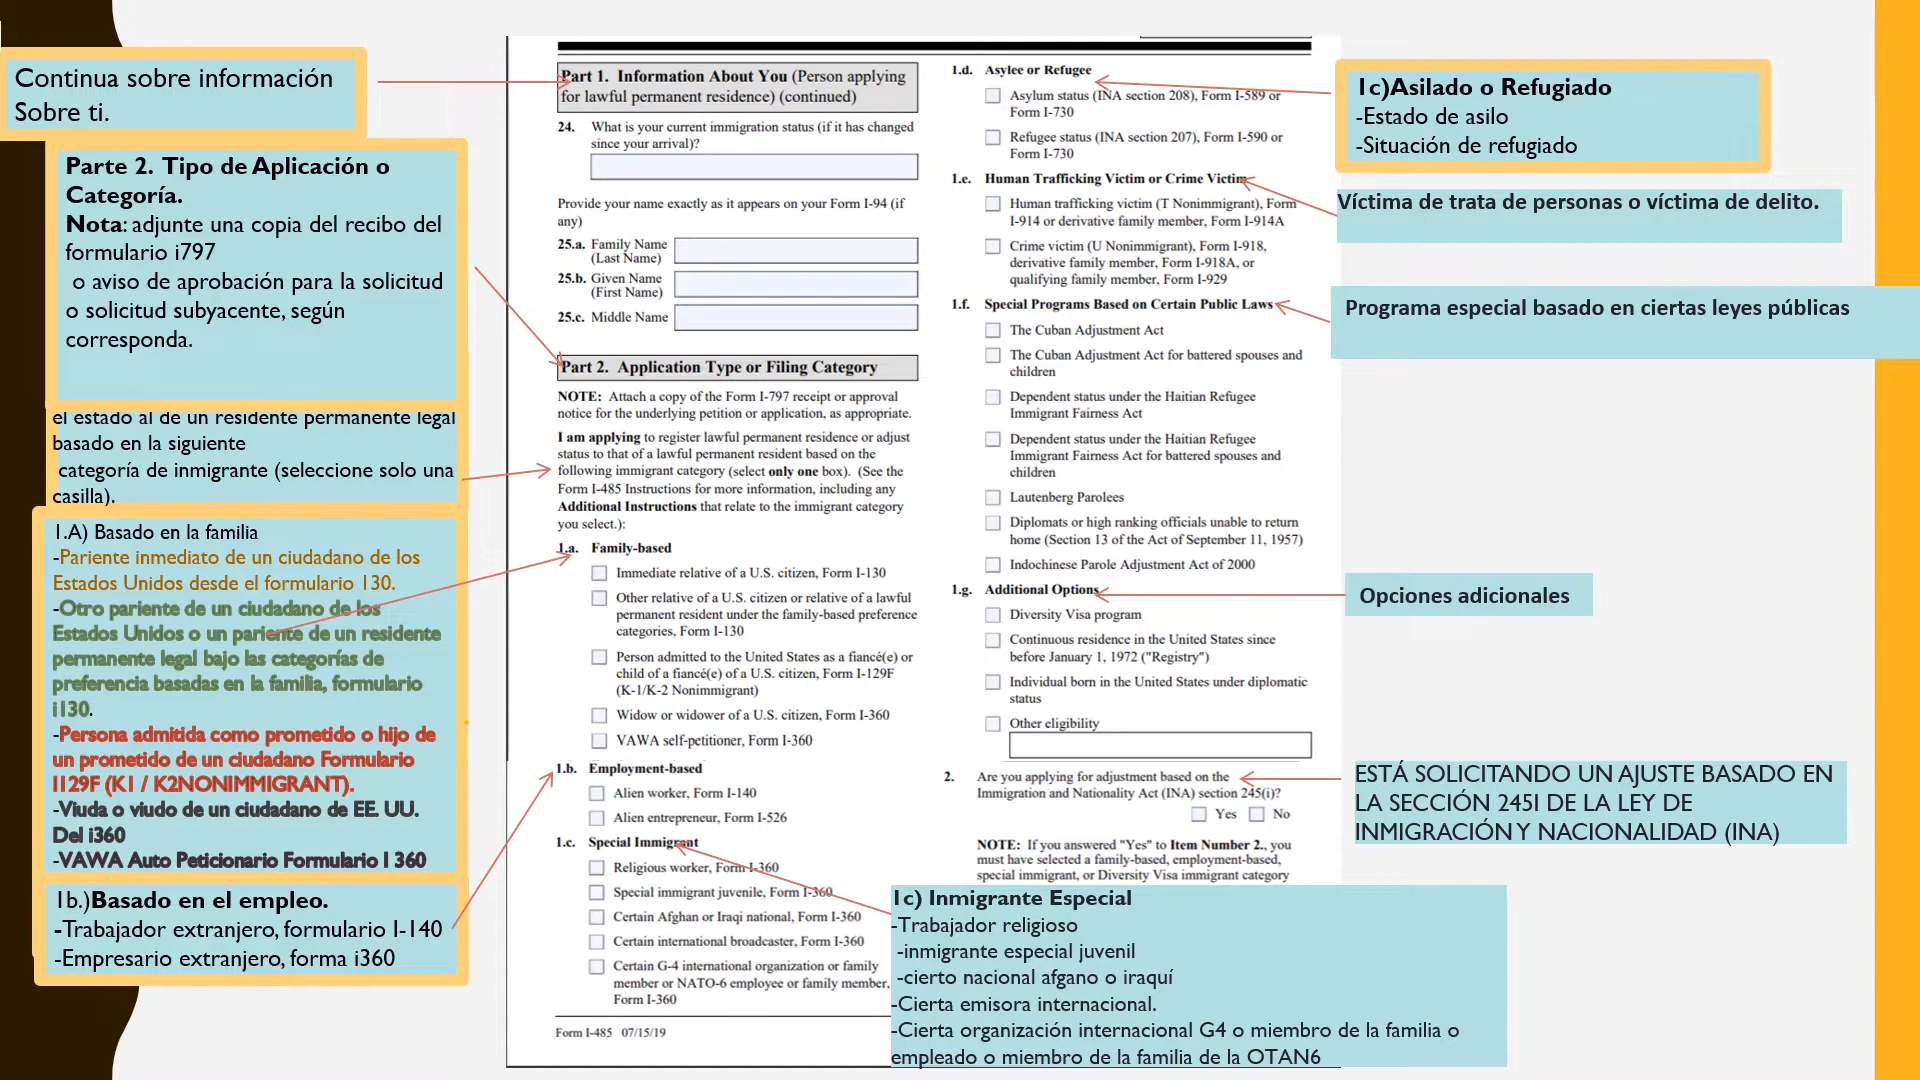 Continua sobre información
Sobre ti.
Parte 2. Tipo de Aplicación o
Categoría.
Nota: adjunte una copia del recibo del
formulario i797
o aviso de aprobación para la solicitud
o solicitud subyacente, según
corresponda.
el estado al de un residente permanente legal
basado en la siguiente
categoría de inmigrante (seleccione solo una
casilla).
1.A) Basado en la familia
-Pariente inmediato de un ciudadano de los
Estados Unidos desde el formulario 130.
-Otro pariente de un ciudadano de los
Estados Unidos o un pariente de un residente
permanente legal bajo las categorías de
preferencia basadas en la familia, formulario
i130.
-Persona admitida como prometido o hijo de
un prometido de un ciudadano Formulario
I129F (K1 / K2NONIMMIGRANT).
-Viuda o viudo de un ciudadano de EE. UU.
Del i360
-VAWA Auto Peticionario Formulario I 360
1b.)Basado en el empleo.
-Trabajador extranjero, formulario I-140
-Empresario extranjero, forma i360
Part 1. Information About You (Person applying
for lawful permanent residence) (continued)
24. What is your current immigration status (if it has changed
since your arrival)?
Provide your name exactly as it appears on your Form I-94 (if
any)
25.a. Family Name
(Last Name)
25.b. Given Name
(First Name)
25.c. Middle Name
Part 2. Application Type or Filing Category
NOTE: Attach a copy of the Form I-797 receipt or approval
notice for the underlying petition or application, as appropriate.
I am applying to register lawful permanent residence or adjust
status to that of a lawful permanent resident based on the
following immigrant category (select only one box). (See the
Form I-485 Instructions for more information, including any
Additional Instructions that relate to the immigrant category
you select.):
1.a. Family-based
Immediate relative of a U.S. citizen, Form I-130
Other relative of a U.S. citizen or relative of a lawful
permanent resident under the family-based preference
categories, Form I-130
Person admitted to the United States as a fiancé(e) or
child of a fiancé(e) of a U.S. citizen, Form I-129F
(K-1/K-2 Nonimmigrant)
Widow or widower of a U.S. citizen, Form I-360
VAWA self-petitioner, Form I-360
1.b. Employment-based
Alien worker, Form I-140
Alien entrepreneur, Form I-526
1.c. Special Immigrant
Religious worker, Form I-360
Special immigrant juvenile, Form I-360
Certain Afghan or Iraqi national, Form I-360
Certain international broadcaster, Form I-360
Certain G-4 international organization or family
member or NATO-6 employee or family member,
Form I-360
Form I-485 07/15/19
1.d. Asylee or Refugee
Asylum status (INA section 208), Form I-589 or
Form I-730
Refugee status (INA section 207), Form I-590 or
Form I-730
1.e. Human Trafficking Victim or Crime Victim
Human trafficking victim (T Nonimmigrant), Form
I-914 or derivative family member, Form I-914A
Crime victim (U Nonimmigrant), Form I-918,
derivative family member, Form I-918A, or
qualifying family member, Form I-929
1.f. Special Programs Based on Certain Public Laws
The Cuban Adjustment Act
The Cuban Adjustment Act for battered spouses and
children
Dependent status under the Haitian Refugee
Immigrant Fairness Act
Dependent status under the Haitian Refugee
Immigrant Fairness Act for battered spouses and
children
Lautenberg Parolees
Diplomats or high ranking officials unable to return
home (Section 13 of the Act of September 11, 1957)
Indochinese Parole Adjustment Act of 2000
1.g. Additional Options
Diversity Visa program
Continuous residence in the United States since
before January 1, 1972 ("Registry")
Individual born in the United States under diplomatic
status
Other eligibility
2. Are you applying for adjustment based on the
Immigration and Nationality Act (INA) section 245(i)?
Yes No
NOTE: If you answered "Yes" to Item Number 2., you
must have selected a family-based, employment-based,
special immigrant, or Diversity Visa immigrant category
1c) Inmigrante Especial
-Trabajador religioso
-inmigrante especial juvenil
-cierto nacional afgano o iraquí
-Cierta emisora internacional.
-Cierta organización internacional G4 o miembro de la familia o
empleado o miembro de la familia de la OTAN6
1c)Asilado o Refugiado
-Estado de asilo
-Situación de refugiado
Víctima de trata de personas o víctima de delito.
Programa especial basado en ciertas leyes públicas
Opciones adicionales
ESTÁ SOLICITANDO UN AJUSTE BASADO EN
LA SECCIÓN 245I DE LA LEY DE
INMIGRACIÓN Y NACIONALIDAD (INA)